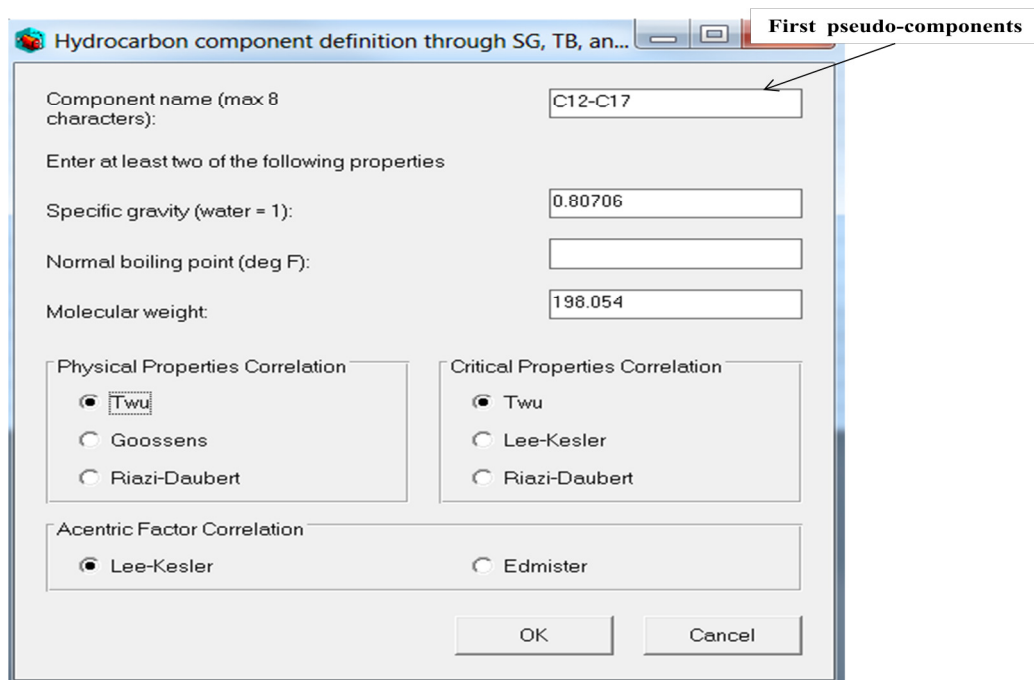 First pseudo-components
Hydrocarbon component definition through SG, TB, an...
Component name (max 8
characters):
C12-C17
Enter at least two of the following properties
Specific gravity (water = 1):
0.80706
Normal boiling point (deg F):
Molecular weight:
198.054
Physical Properties Correlation
Twu
Goossens
Riazi-Daubert
Critical Properties Correlation
Twu
Lee-Kesler
Riazi-Daubert
Acentric Factor Correlation
Lee-Kesler
Edmister
OK
Cancel